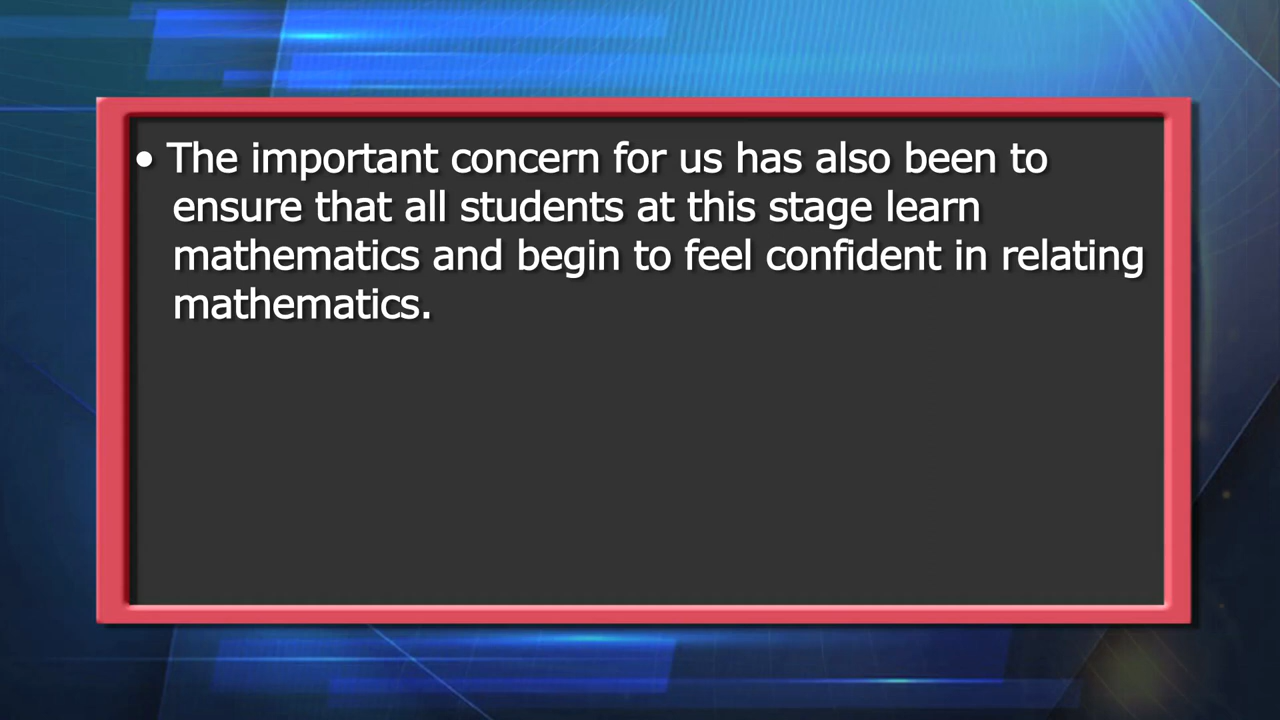 • The important concern for us has also been to
ensure that all students at this stage learn
mathematics and begin to feel confident in relating
mathematics.